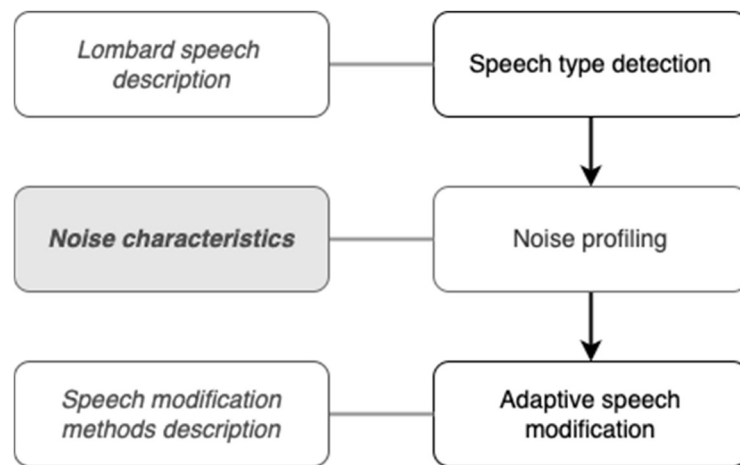 Lombard speech
description
Speech type detection
Noise characteristics
Noise profiling
Speech modification
methods description
Adaptive speech
modification